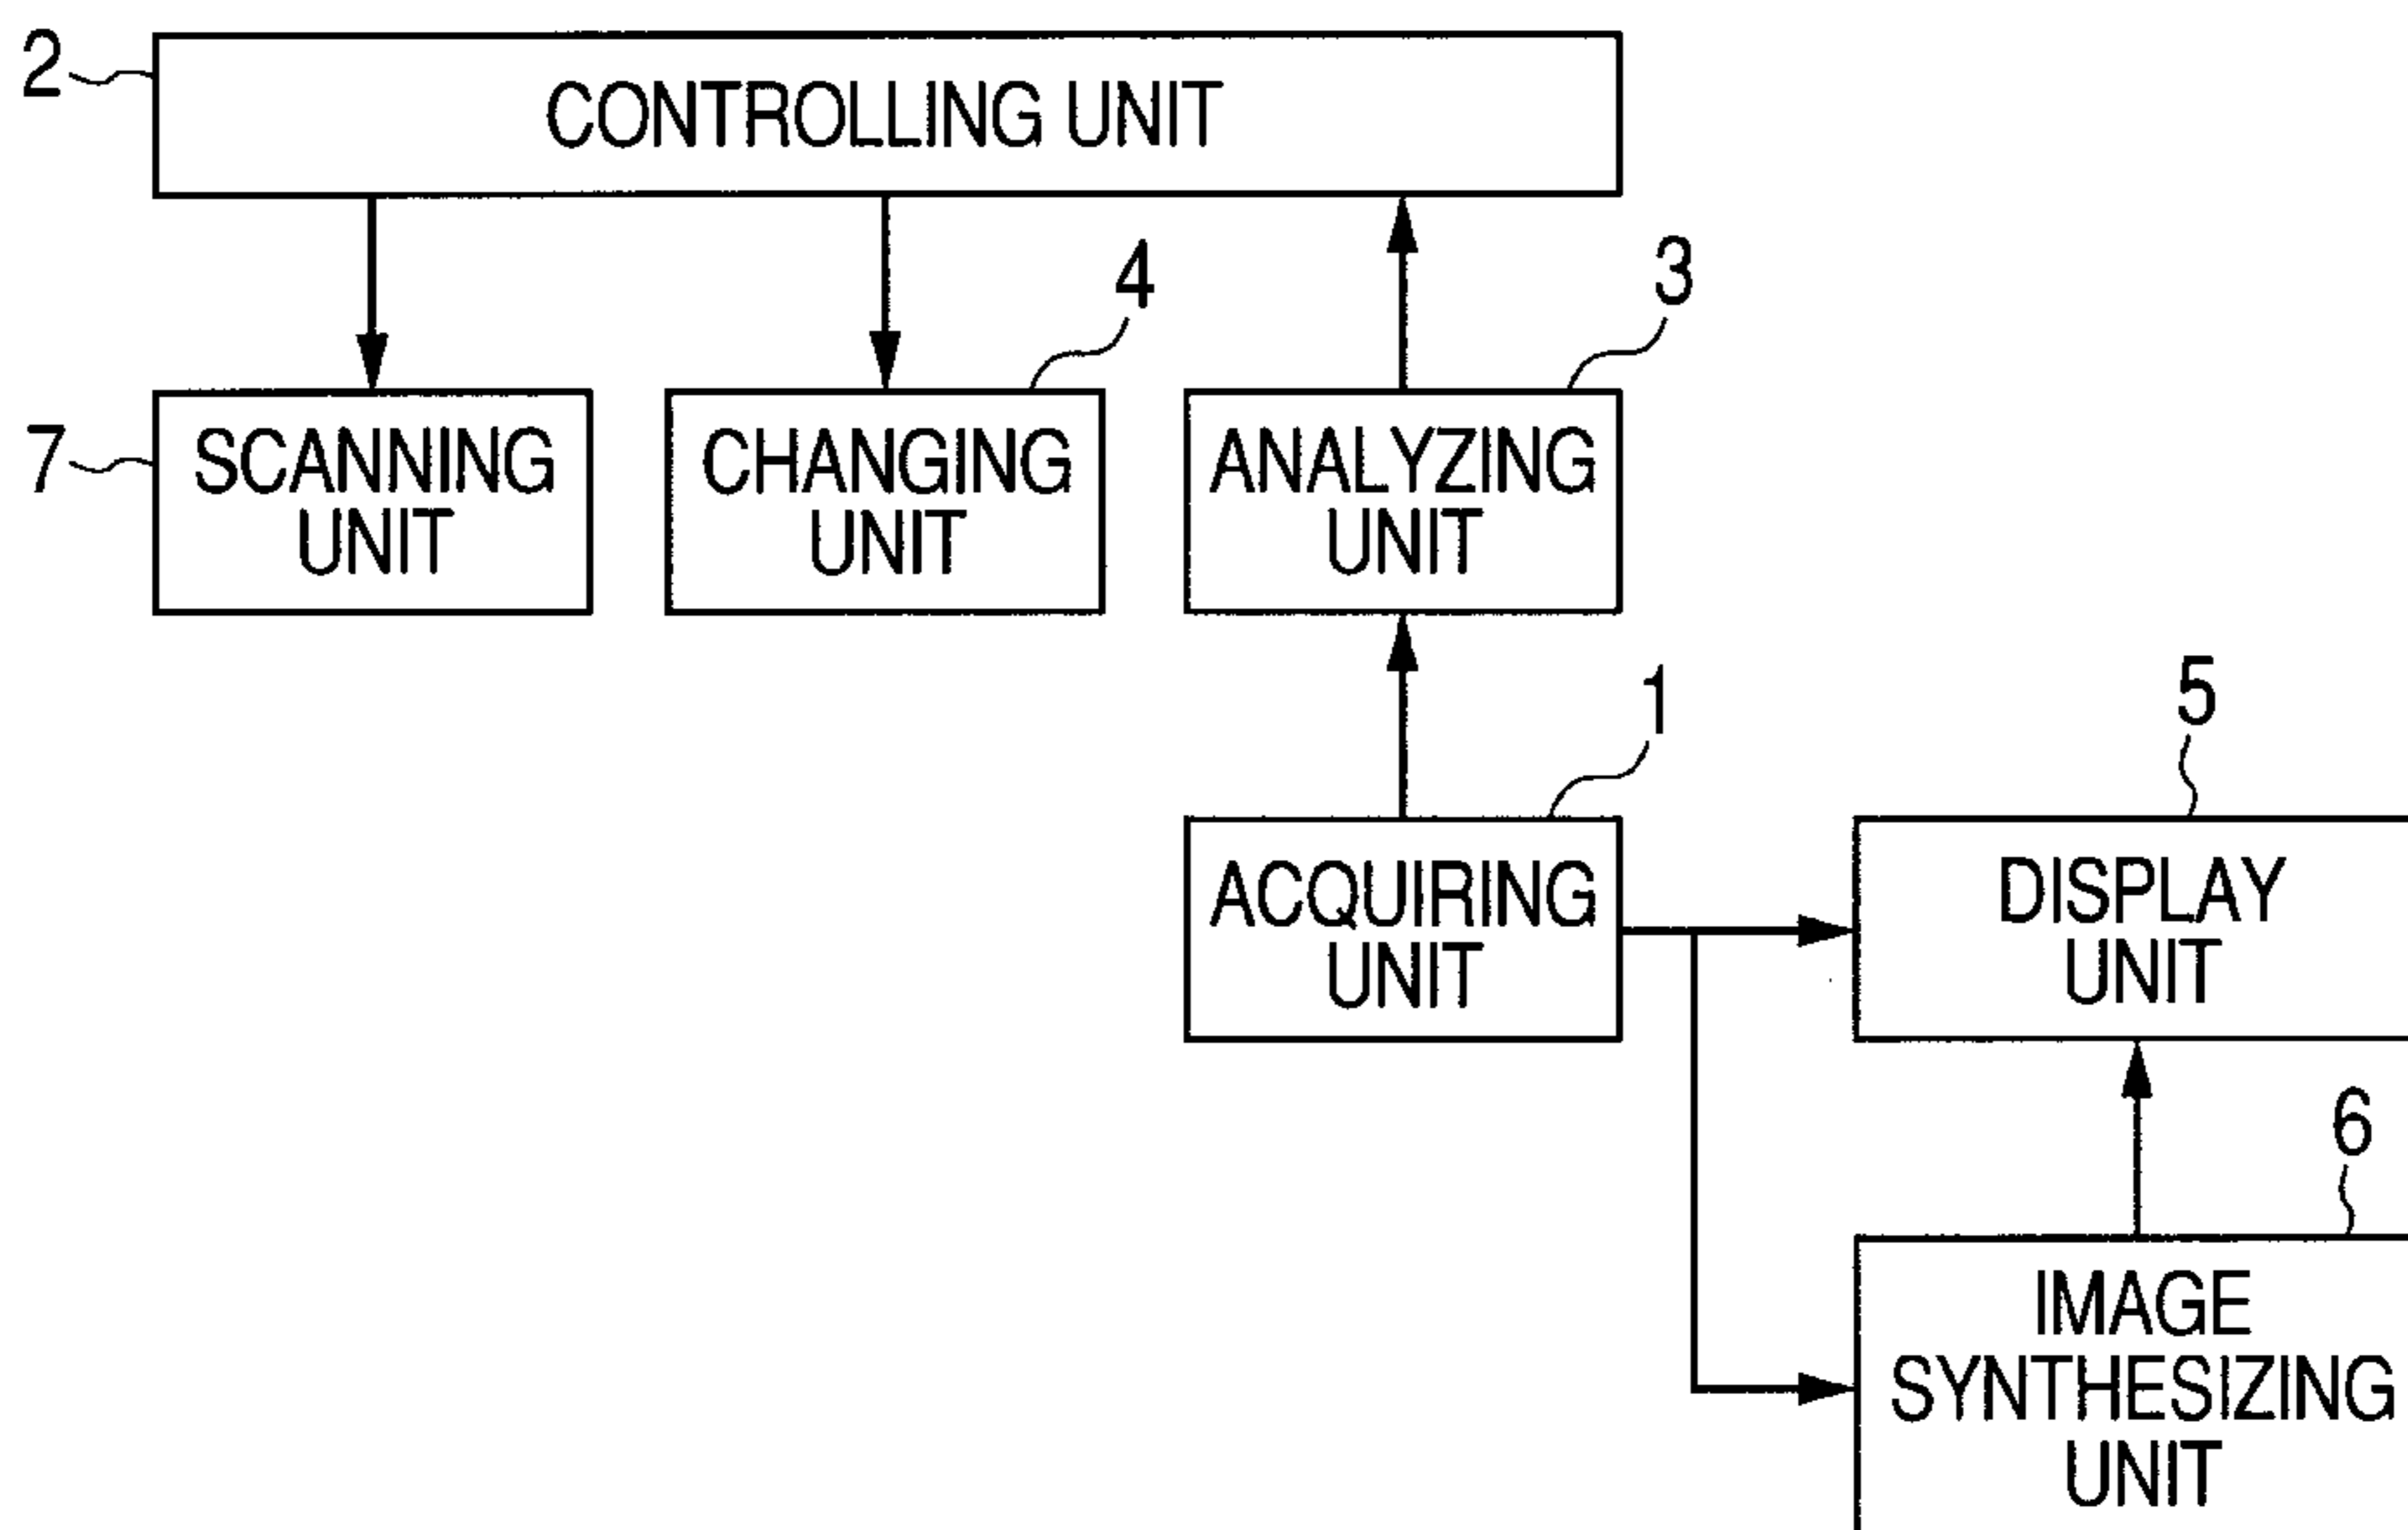 2
CONTROLLING UNIT
4
3
7
SCANNING
UNIT
CHANGING
UNIT
ANALYZING
UNIT
1
5
ACQUIRING
UNIT
DISPLAY
UNIT
6
IMAGE
SYNTHESIZING
UNIT